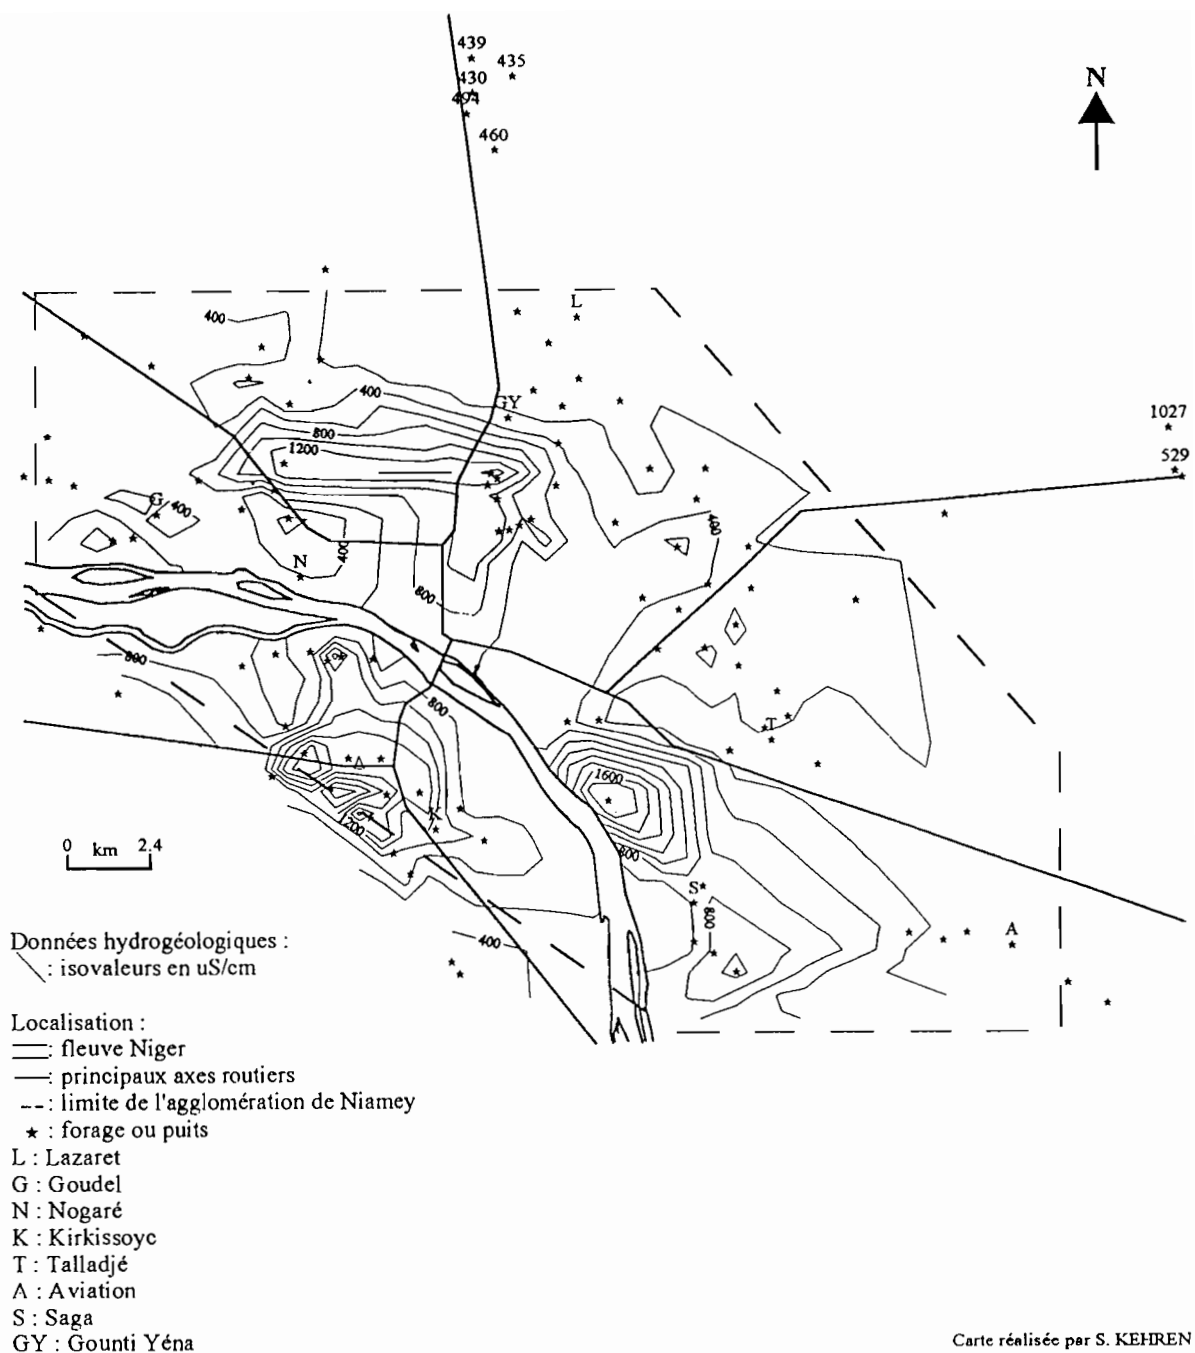 439
435
430
494
460
N
L
400
400
GY
1027
800
1200
529
G
400
400
400
N
800
800
800
T
1600
A
K
1200
800
0 km 2.4
S
800
A
400
Données hydrogéologiques :
: isovaleurs en uS/cm
Localisation :
: fleuve Niger
: principaux axes routiers
-- : limite de l'agglomération de Niamey
★ : forage ou puits
L : Lazaret
G : Goudel
N : Nogaré
K : Kirkissoye
T : Talladjé
A : Aviation
S : Saga
GY : Gounti Yéna
Carte réalisée par S. KEHREN